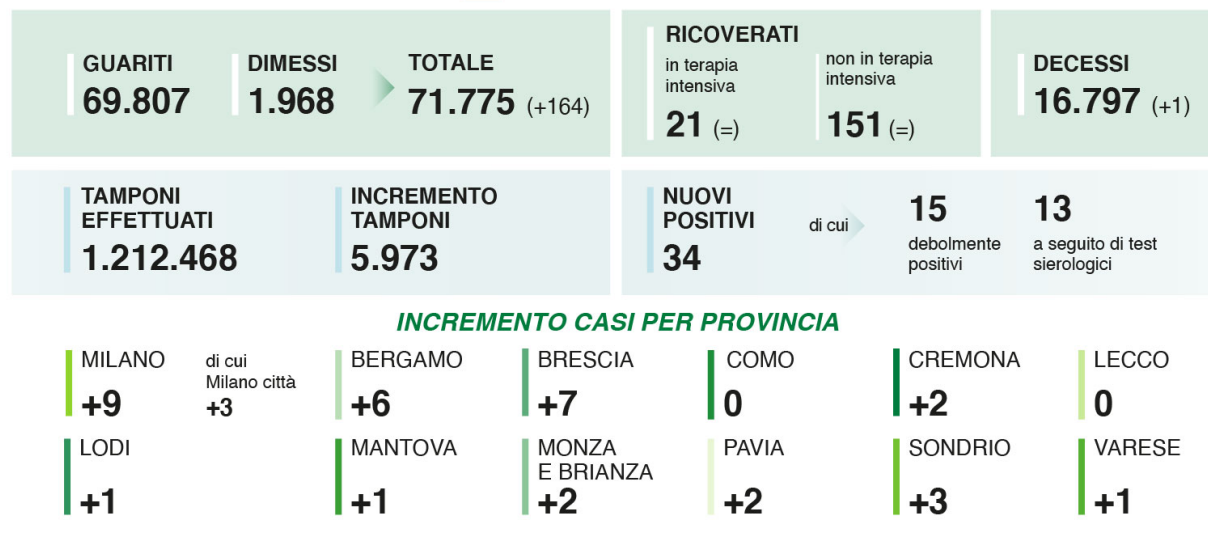 GUARITI
69.807
DIMESSI
1.968
TOTALE
71.775 (+164)
RICOVERATI
in terapia
intensiva
21 (=)
non in terapia
intensiva
151 (=)
DECESSI
16.797 (+1)
TAMPONI
EFFETTUATI
1.212.468
INCREMENTO
TAMPONI
5.973
NUOVI
POSITIVI
34
di cui
15
debolmente
positivi
13
a seguito di test
sierologici
INCREMENTO CASI PER PROVINCIA
MILANO
+9
di cui
Milano città
+3
BERGAMO
+6
BRESCIA
+7
COMO
0
CREMONA
+2
LECCO
0
LODI
+1
MANTOVA
+1
MONZA
E BRIANZA
+2
PAVIA
+2
SONDRIO
+3
VARESE
+1